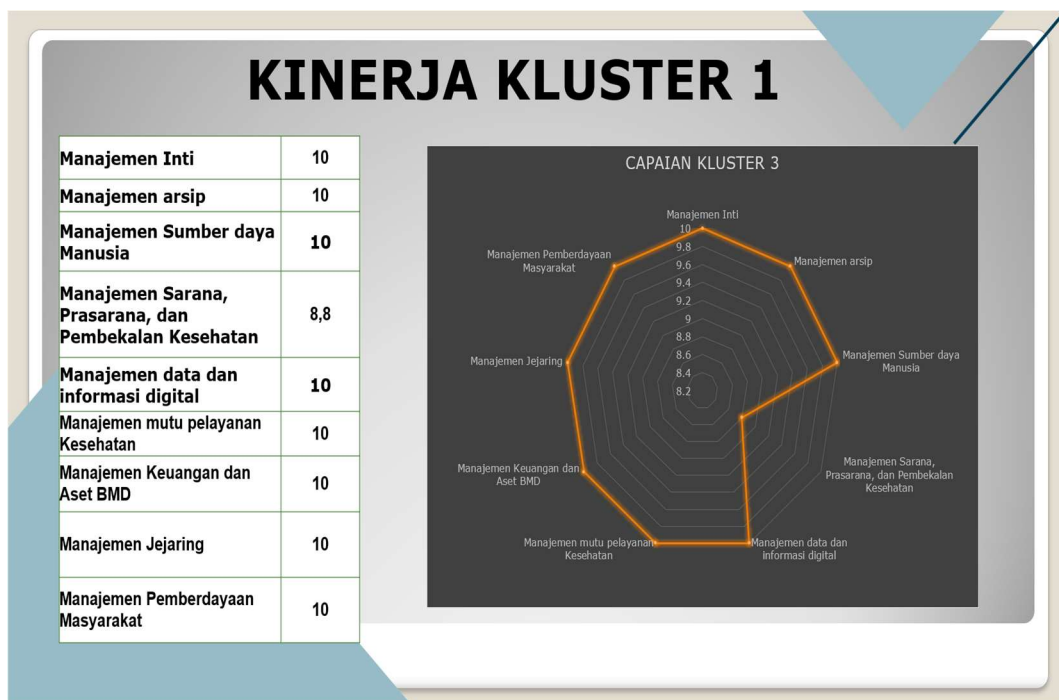 KINERJA KLUSTER 1
Manajemen Inti 10
Manajemen arsip 10
Manajemen Sumber daya
Manusia 10
Manajemen Sarana,
Prasarana, dan
Pembekalan Kesehatan 8,8
Manajemen data dan
informasi digital 10
Manajemen mutu pelayanan
Kesehatan 10
Manajemen Keuangan dan
Aset BMD 10
Manajemen Jejaring 10
Manajemen Pemberdayaan
Masyarakat 10
CAPAIAN KLUSTER 3
Manajemen Inti
10
9.8
9.6
9.4
9.2
9
8.8
8.6
8.4
8.2
Manajemen arsip
Manajemen Sumber daya
Manusia
Manajemen Sarana,
Prasarana, dan Pembekalan
Kesehatan
Manajemen data dan
informasi digital
Manajemen mutu pelayanan
Kesehatan
Manajemen Keuangan dan
Aset BMD
Manajemen Jejaring
Manajemen Pemberdayaan
Masyarakat